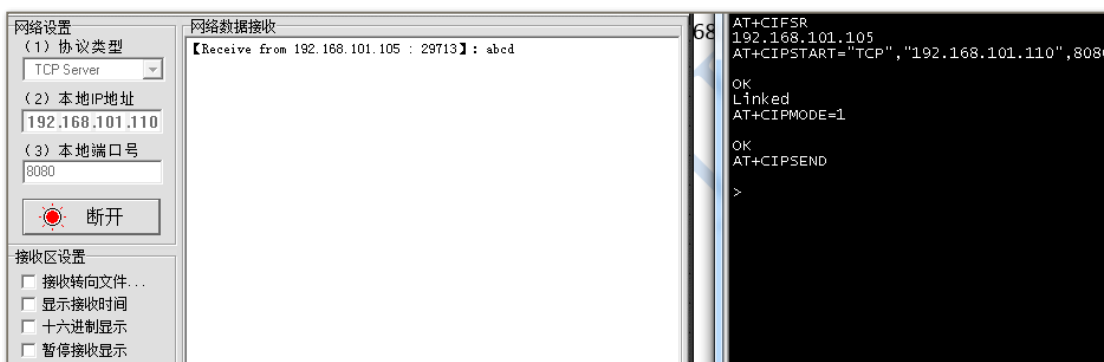 网络设置
(1) 协议类型
TCP Server
(2) 本地IP地址
192.168.101.110
(3) 本地端口号
8080
断开
接收区设置
接收转向文件...
显示接收时间
十六进制显示
暂停接收显示
网络数据接收
【Receive from 192.168.101.105 : 29713】: abcd
68
AT+CIFSR
192.168.101.105
AT+CIPSTART="TCP","192.168.101.110",808
OK
Linked
AT+CIPMODE=1
OK
AT+CIPSEND
>